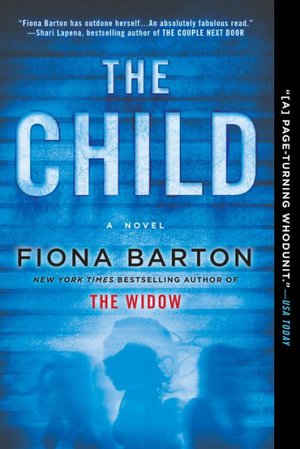 "Fiona Barton has outdone herself...An absolutely fabulous read."
—Shari Lapena, bestselling author of THE COUPLE NEXT DOOR
THE
CHILD
A NOVEL
FIONA BARTON
NEW YORK TIMES BESTSELLING AUTHOR OF
THE WIDOW
"[A] PAGE-TURNING WHODUNIT."—USA TODAY